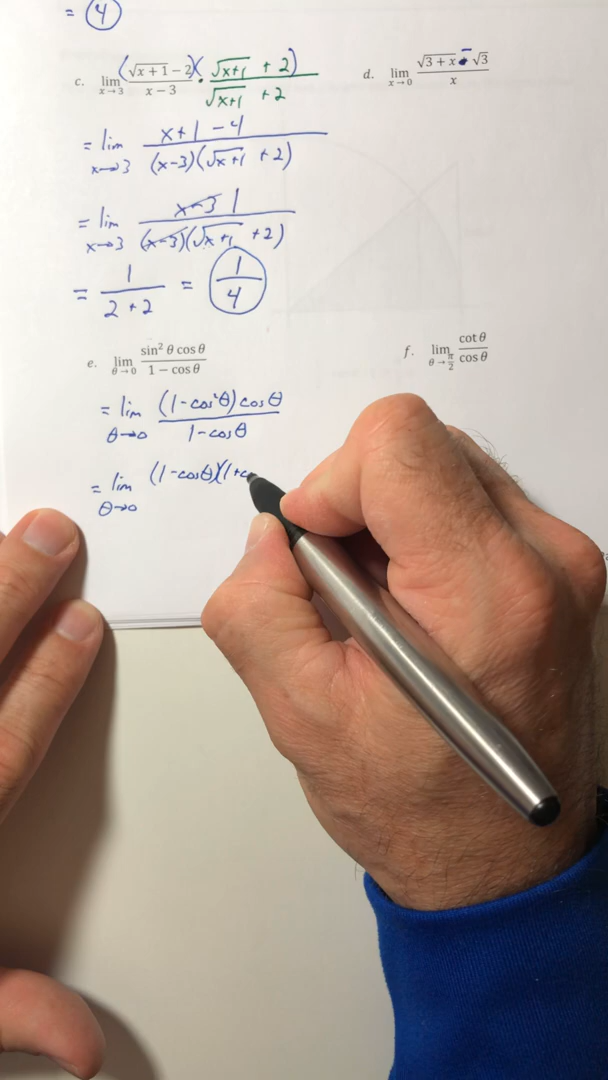 = 4
c. lim x→3 (√x+1 − 2)/(x − 3) · (√x+1 + 2)/(√x+1 + 2)
d. lim x→0 (√3 + x − √3)/x
= lim x→3 (x+1 −4)/((x−3)(√x+1 +2))
= lim x→3 (x−3) 1/((x−3)(√x+1 +2))
= 1/(2+2) = 1/4
e. lim θ→0 (sin² θ cos θ)/(1 − cos θ)
f. lim θ→π/2 cot θ/cos θ
= lim θ→0 ((1−cos²θ) cosθ)/(1−cosθ)
= lim θ→0 (1−cosθ)(1+c